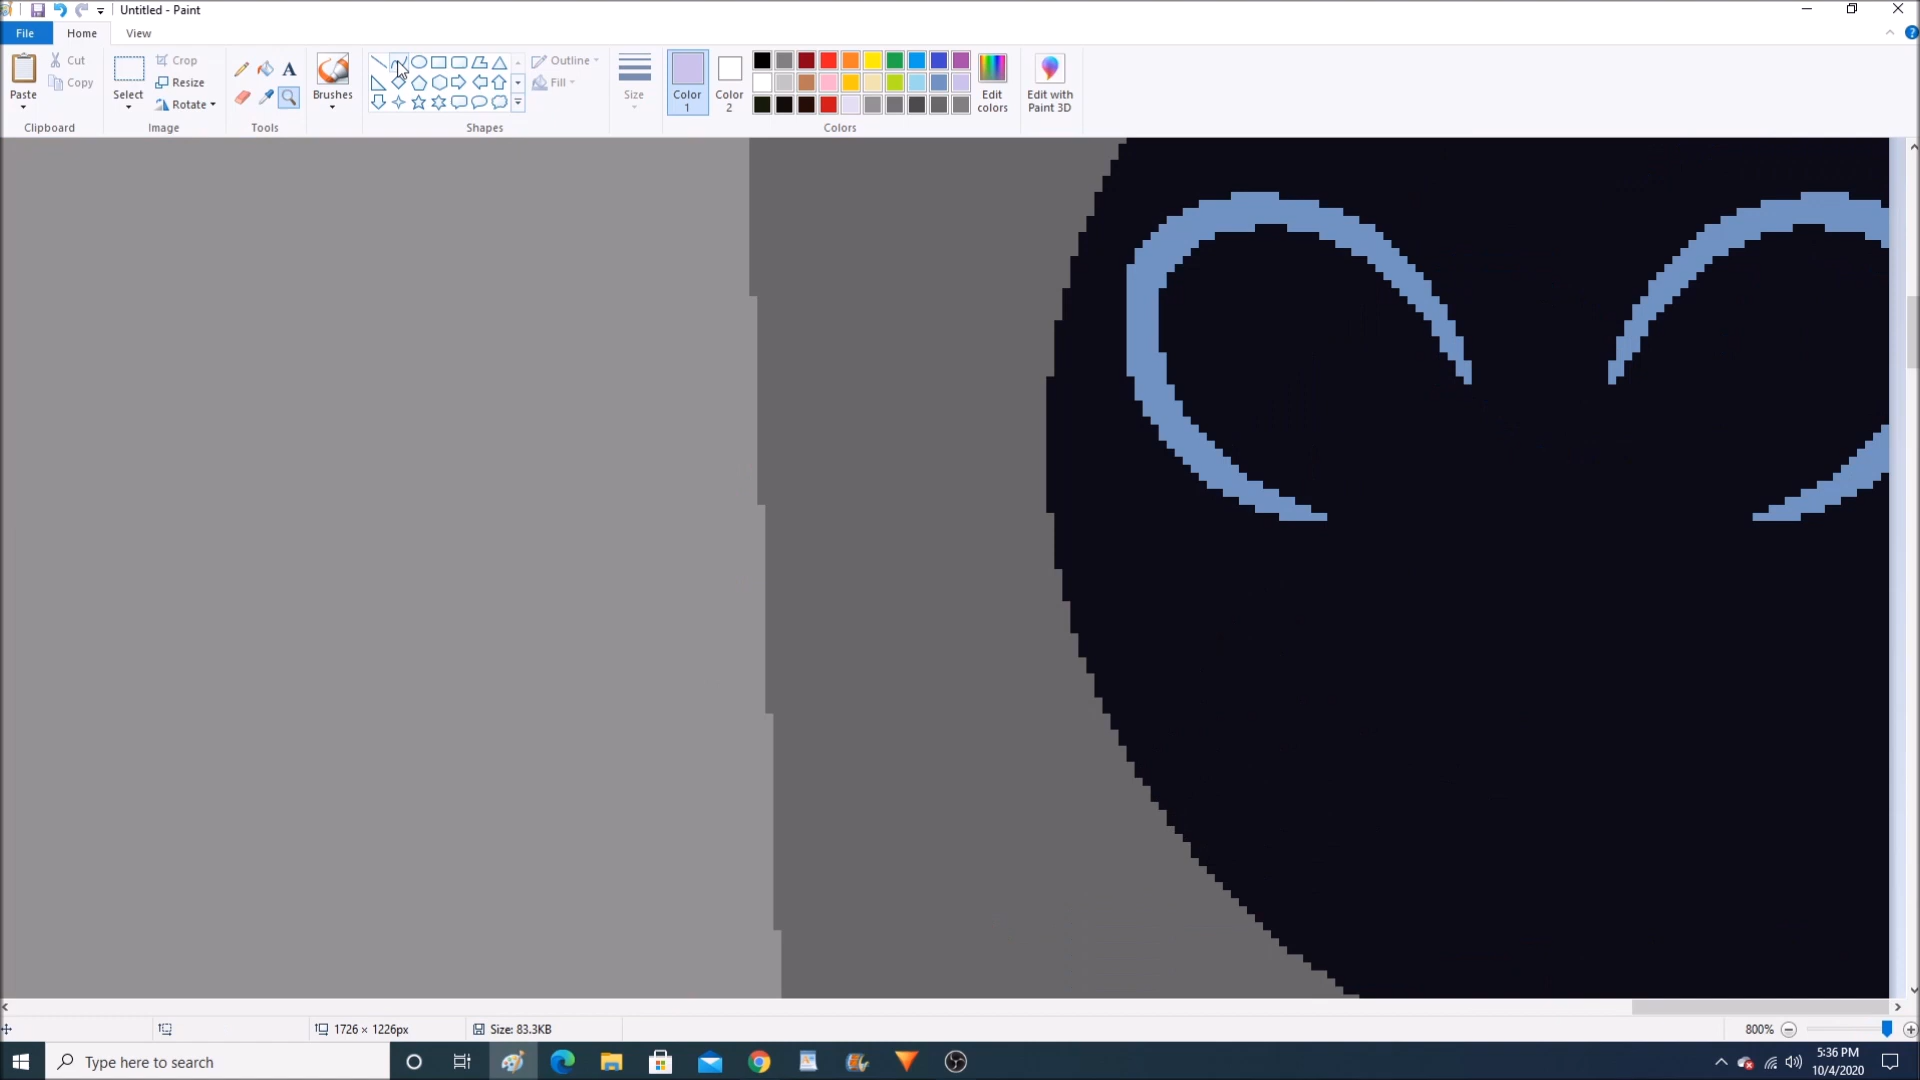 Untitled - Paint
File Home View
Paste Cut Copy Clipboard
Select Crop Resize Rotate Image
A Tools
Brushes
Shapes
Outline Fill
Size
Color 1 Color 2 Colors
Edit colors
Edit with Paint 3D
1726 × 1226px Size: 83.3KB 800%
Type here to search
5:36 PM
10/4/2020